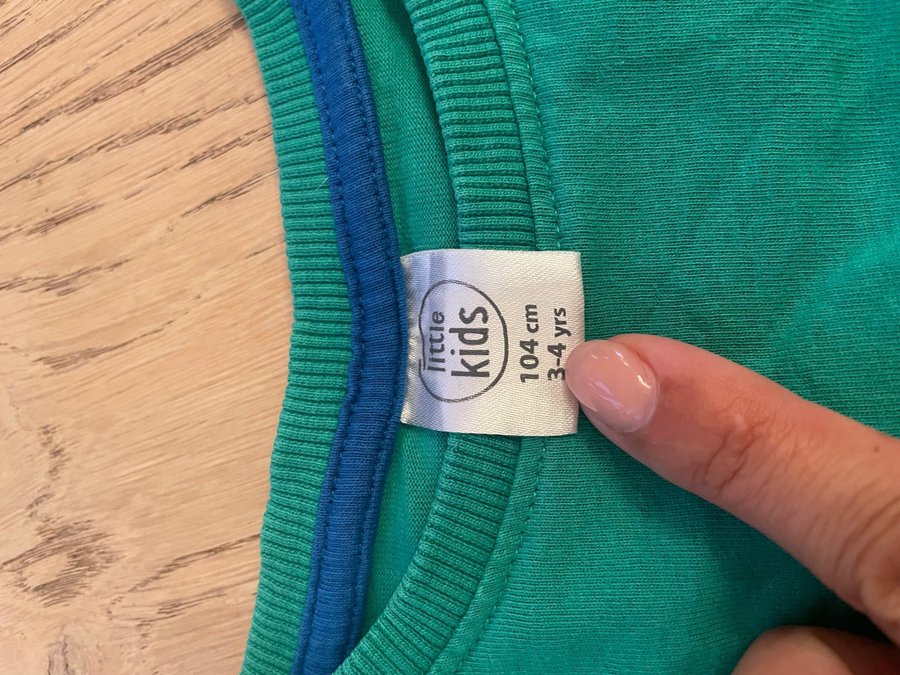 little
kids
104 cm
3-4 yrs